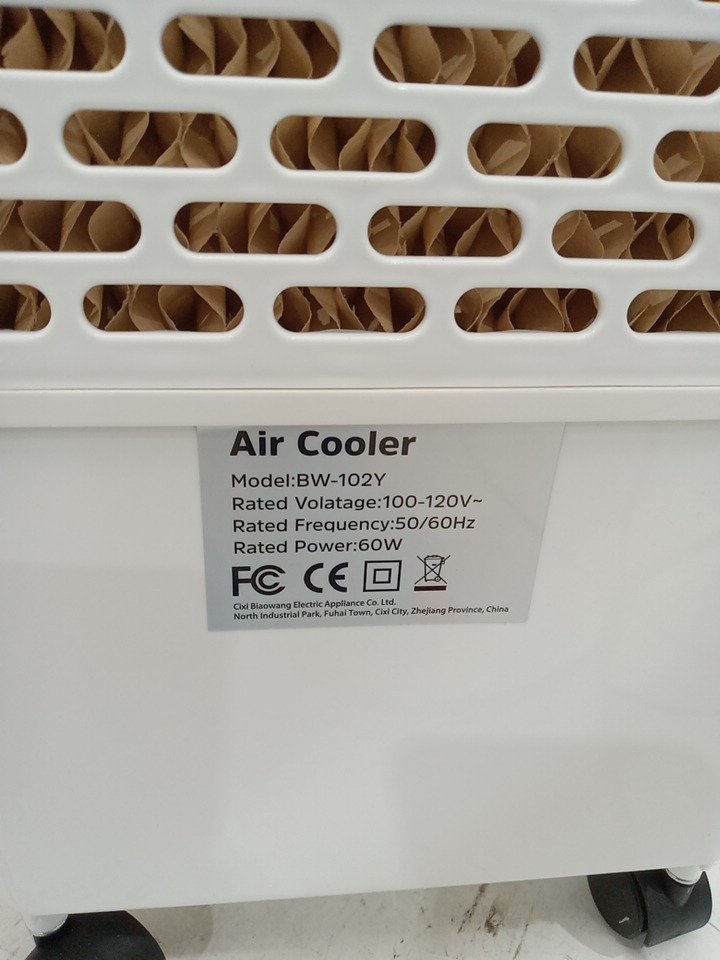 Air Cooler
Model:BW-102Y
Rated Volatage:100-120V~
Rated Frequency:50/60Hz
Rated Power:60W
FC CE
Cixi Biaowang Electric Appliance Co. Ltd.
North Industrial Park, Fuhai Town, Cixi City, Zhejiang Province, China